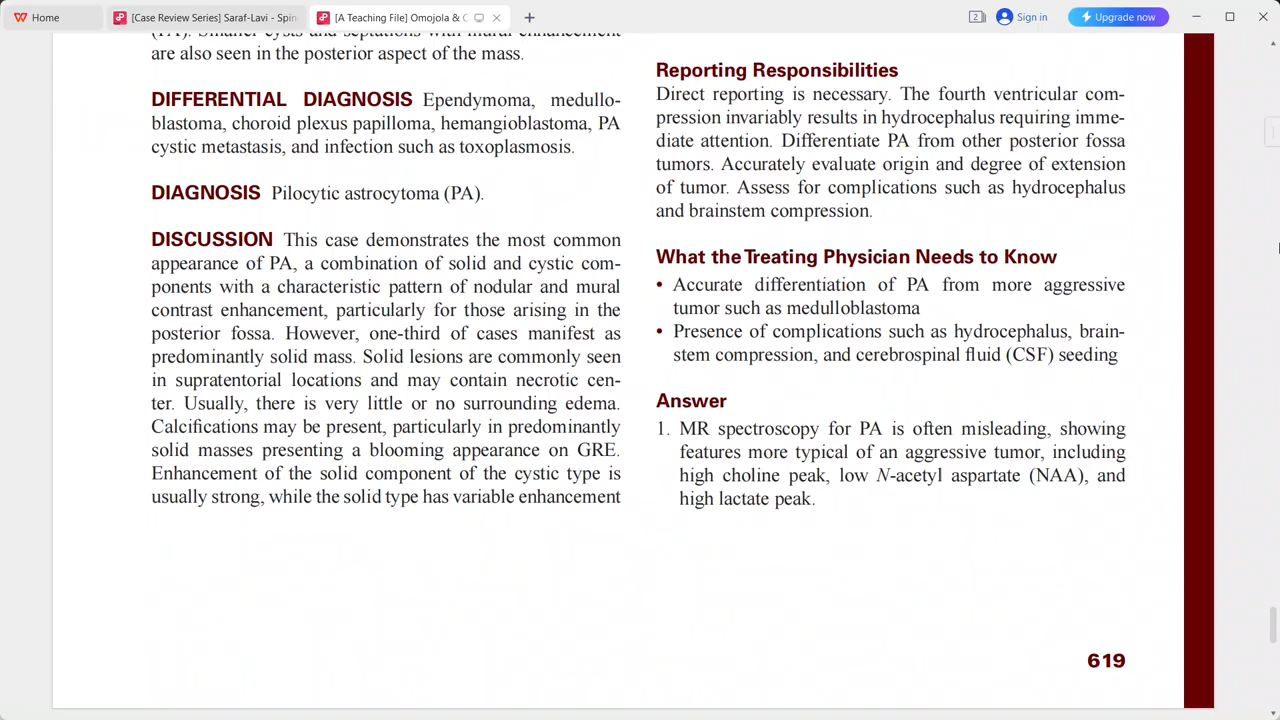 Home
[Case Review Series] Saraf-Lavi - Spin
[A Teaching File] Omojola & C
2
Sign in
Upgrade now
are also seen in the posterior aspect of the mass.
DIFFERENTIAL DIAGNOSIS Ependymoma, medullo-
blastoma, choroid plexus papilloma, hemangioblastoma, PA
cystic metastasis, and infection such as toxoplasmosis.
DIAGNOSIS Pilocytic astrocytoma (PA).
DISCUSSION This case demonstrates the most common
appearance of PA, a combination of solid and cystic com-
ponents with a characteristic pattern of nodular and mural
contrast enhancement, particularly for those arising in the
posterior fossa. However, one-third of cases manifest as
predominantly solid mass. Solid lesions are commonly seen
in supratentorial locations and may contain necrotic cen-
ter. Usually, there is very little or no surrounding edema.
Calcifications may be present, particularly in predominantly
solid masses presenting a blooming appearance on GRE.
Enhancement of the solid component of the cystic type is
usually strong, while the solid type has variable enhancement
Reporting Responsibilities
Direct reporting is necessary. The fourth ventricular com-
pression invariably results in hydrocephalus requiring imme-
diate attention. Differentiate PA from other posterior fossa
tumors. Accurately evaluate origin and degree of extension
of tumor. Assess for complications such as hydrocephalus
and brainstem compression.
What the Treating Physician Needs to Know
• Accurate differentiation of PA from more aggressive
tumor such as medulloblastoma
• Presence of complications such as hydrocephalus, brain-
stem compression, and cerebrospinal fluid (CSF) seeding
Answer
1. MR spectroscopy for PA is often misleading, showing
features more typical of an aggressive tumor, including
high choline peak, low N-acetyl aspartate (NAA), and
high lactate peak.
619